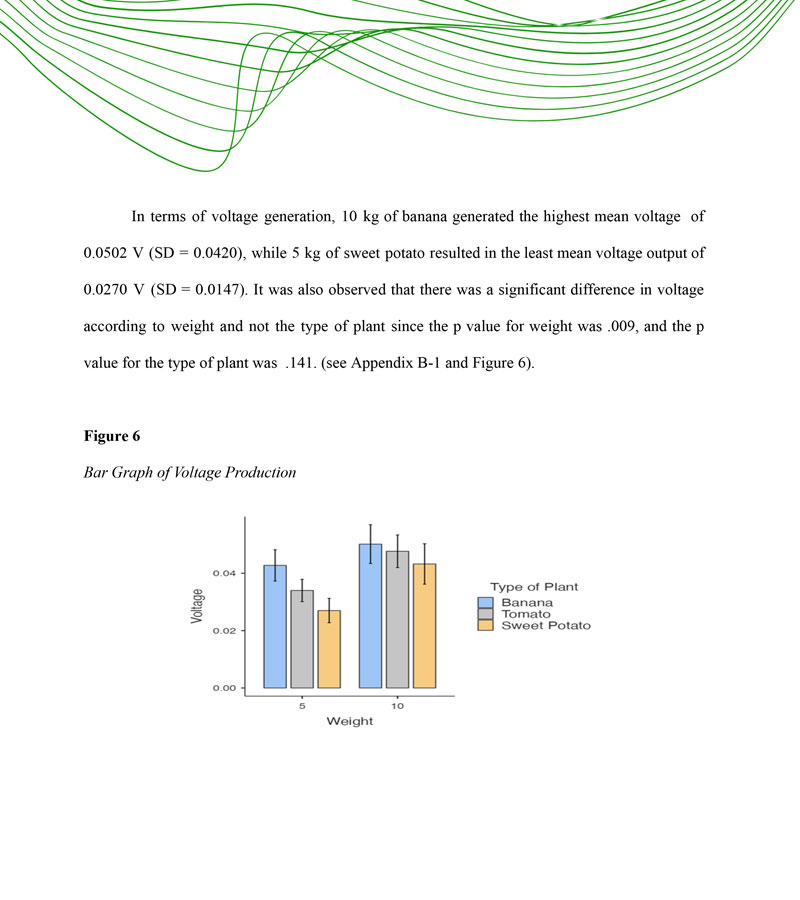 In terms of voltage generation, 10 kg of banana generated the highest mean voltage of
0.0502 V (SD = 0.0420), while 5 kg of sweet potato resulted in the least mean voltage output of
0.0270 V (SD = 0.0147). It was also observed that there was a significant difference in voltage
according to weight and not the type of plant since the p value for weight was .009, and the p
value for the type of plant was .141. (see Appendix B-1 and Figure 6).
Figure 6
Bar Graph of Voltage Production
Voltage
0.04
0.02
0.00
5
10
Weight
Type of Plant
Banana
Tomato
Sweet Potato